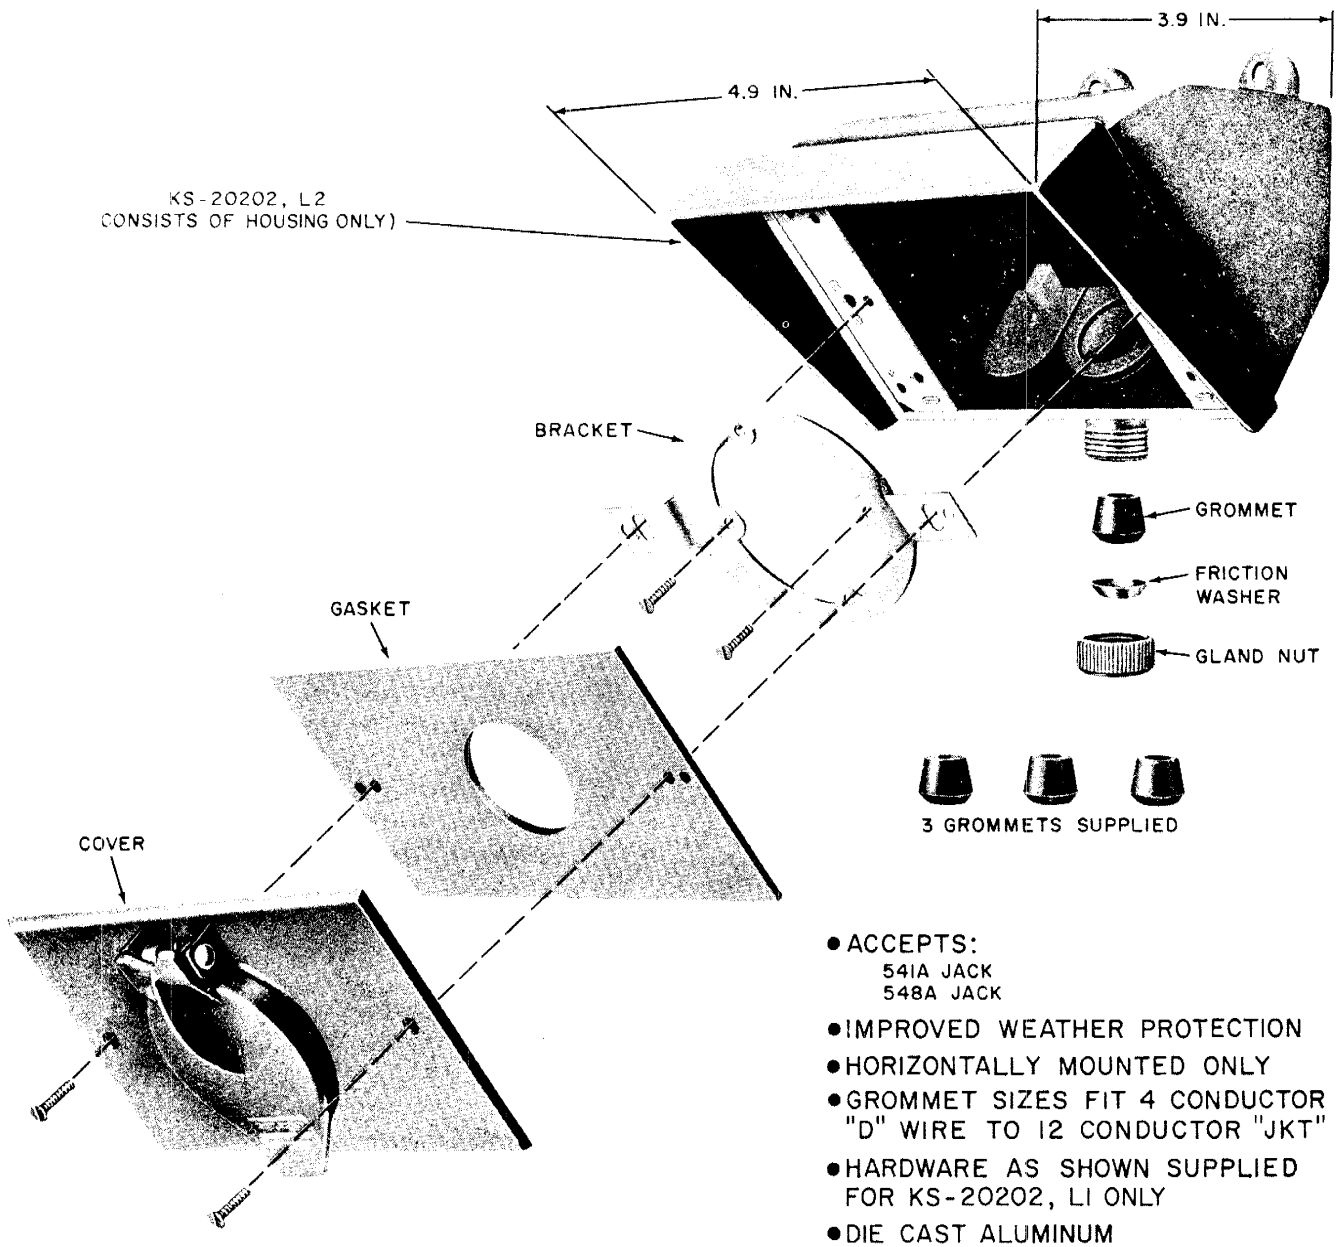 3.9 IN.
4.9 IN.
KS-20202, L2
CONSISTS OF HOUSING ONLY)
BRACKET
GROMMET
FRICTION
WASHER
GASKET
GLAND NUT
3 GROMMETS SUPPLIED
COVER
•ACCEPTS:
541A JACK
548A JACK
•IMPROVED WEATHER PROTECTION
•HORIZONTALLY MOUNTED ONLY
•GROMMET SIZES FIT 4 CONDUCTOR
"D" WIRE TO 12 CONDUCTOR "JKT"
•HARDWARE AS SHOWN SUPPLIED
FOR KS-20202, L1 ONLY
•DIE CAST ALUMINUM